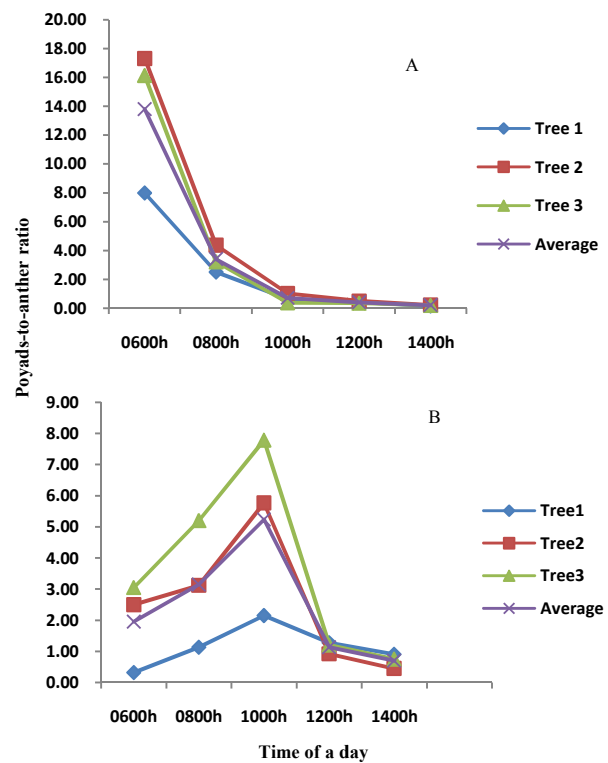 20.00
18.00
16.00
14.00
12.00
10.00
8.00
6.00
4.00
2.00
0.00
0600h 0800h 1000h 1200h 1400h
A
Tree 1
Tree 2
Tree 3
Average
Poyads-to-anther ratio
9.00
8.00
7.00
6.00
5.00
4.00
3.00
2.00
1.00
0.00
0600h 0800h 1000h 1200h 1400h
B
Tree1
Tree2
Tree3
Average
Time of a day